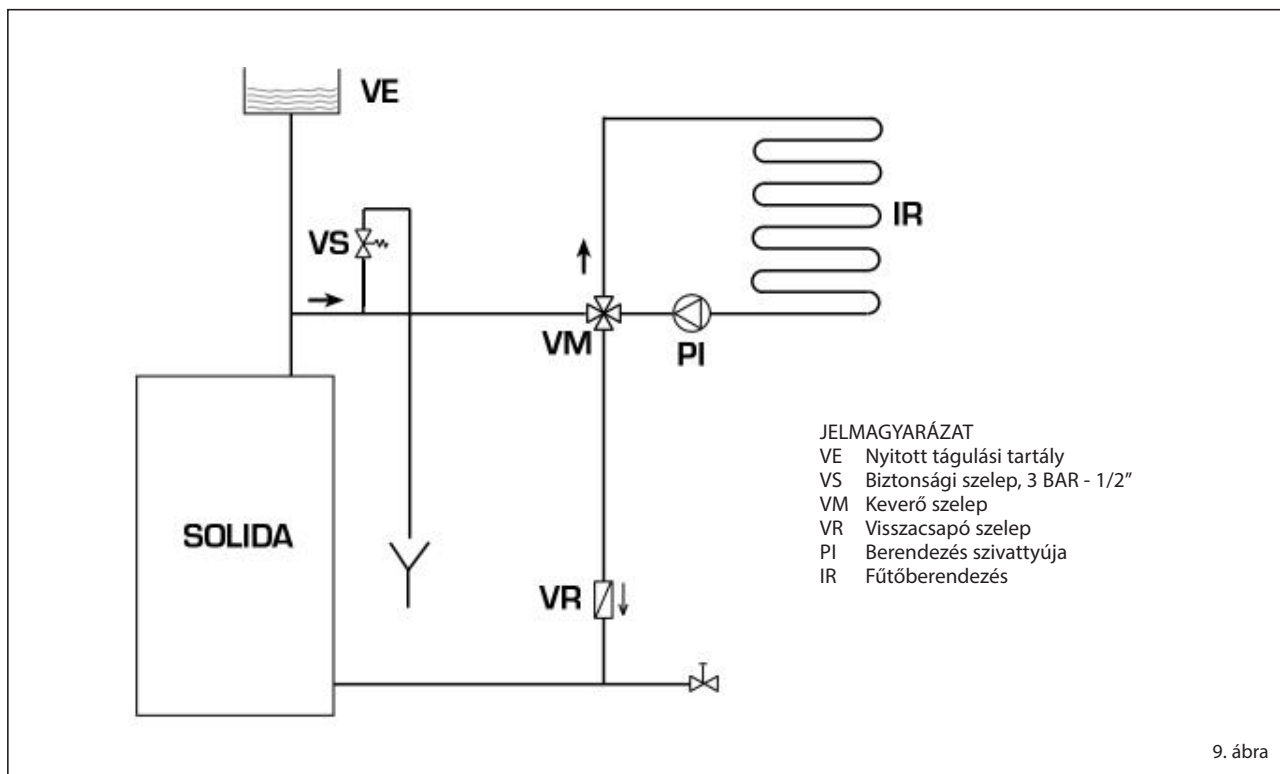 VE
VS
IR
VM
PI
JELMAGYARÁZAT
VE Nyitott tágulási tartály
VS Biztonsági szelep, 3 BAR - 1/2”
VM Keverő szelep
VR Visszacsapó szelep
PI Berendezés szivattyúja
IR Fűtőberendezés
SOLIDA
VR
9. ábra